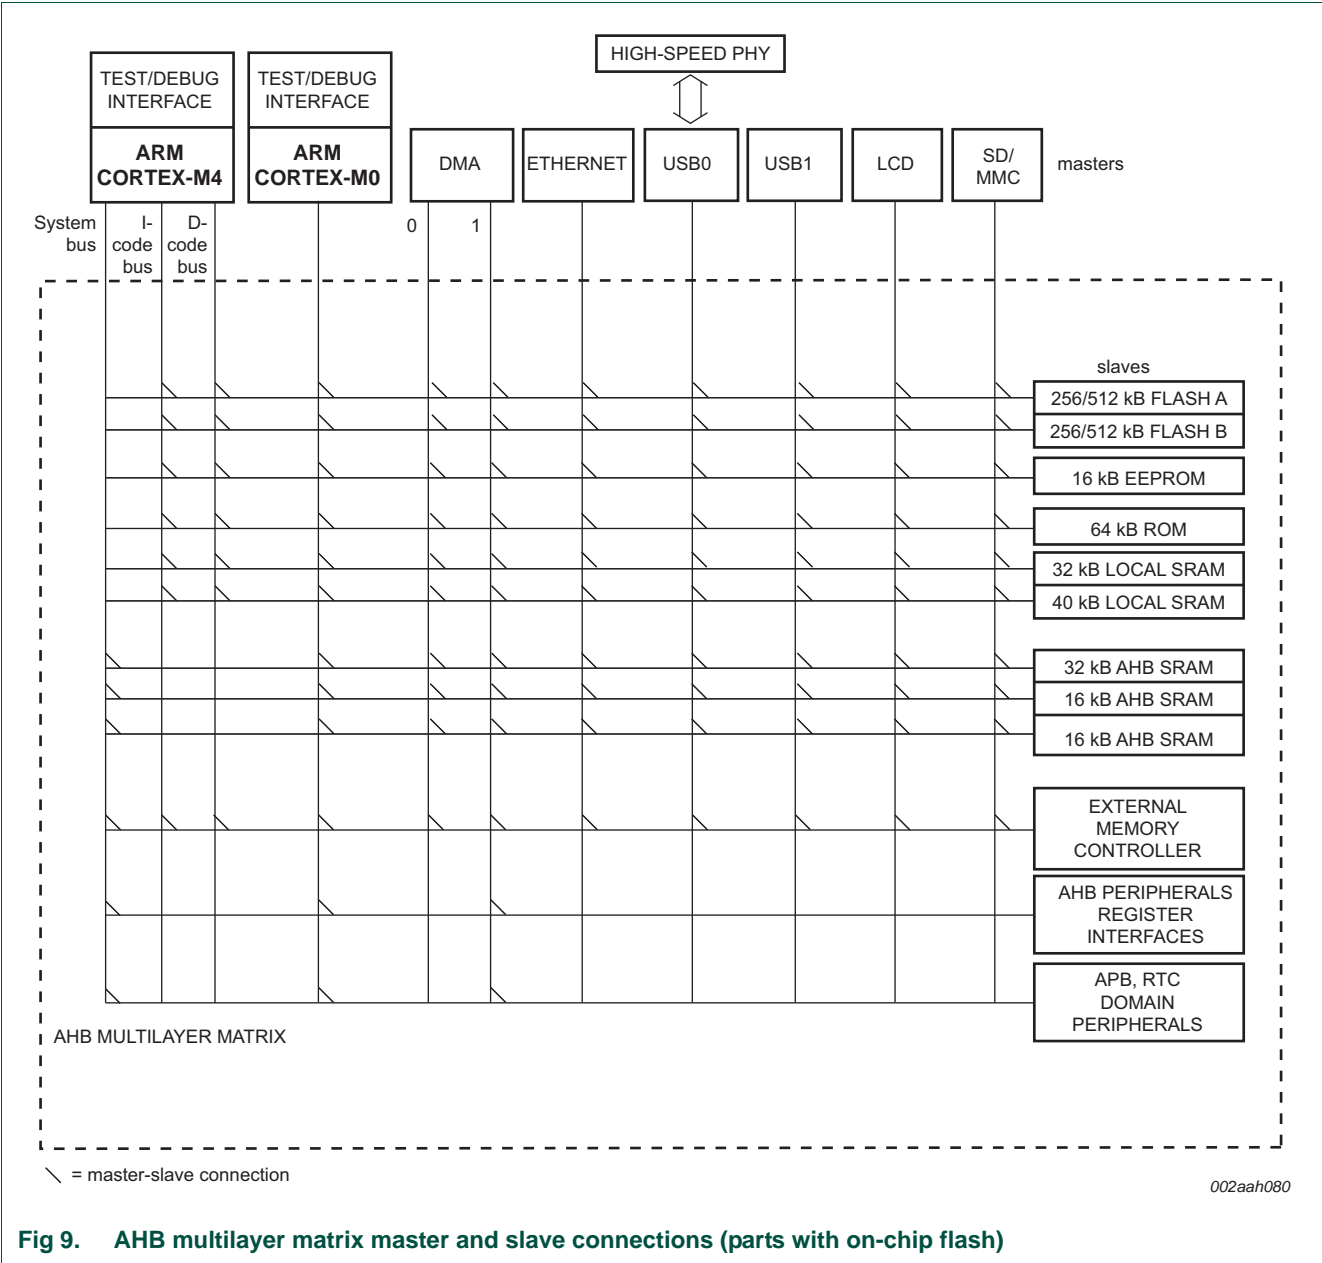 HIGH-SPEED PHY
TEST/DEBUG
INTERFACE
TEST/DEBUG
INTERFACE
ARM
CORTEX-M4
ARM
CORTEX-M0
DMA
ETHERNET
USB0
USB1
LCD
SD/
MMC
masters
System
bus
I-
code
bus
D-
code
bus
0
1
slaves
256/512 kB FLASH A
256/512 kB FLASH B
16 kB EEPROM
64 kB ROM
32 kB LOCAL SRAM
40 kB LOCAL SRAM
32 kB AHB SRAM
16 kB AHB SRAM
16 kB AHB SRAM
EXTERNAL
MEMORY
CONTROLLER
AHB PERIPHERALS
REGISTER
INTERFACES
APB, RTC
DOMAIN
PERIPHERALS
AHB MULTILAYER MATRIX
= master-slave connection
002aah080
Fig 9. AHB multilayer matrix master and slave connections (parts with on-chip flash)